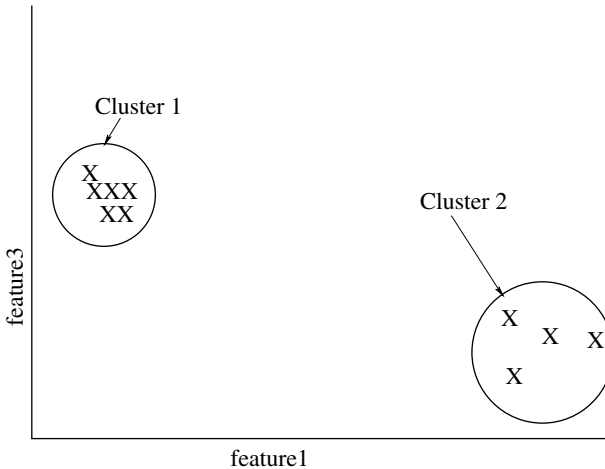 Cluster 1
X
XXX
XX
Cluster 2
X
X
X
X
feature3
feature1